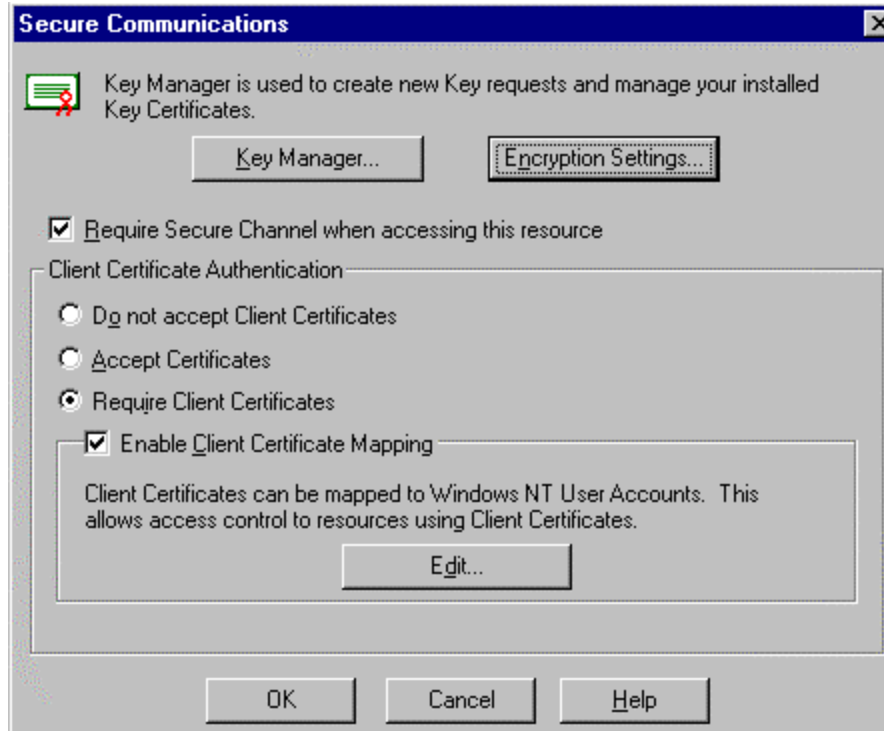 Secure Communications
Key Manager is used to create new Key requests and manage your installed
Key Certificates.
Key Manager...
Encryption Settings...
Require Secure Channel when accessing this resource
Client Certificate Authentication
Do not accept Client Certificates
Accept Certificates
Require Client Certificates
Enable Client Certificate Mapping
Client Certificates can be mapped to Windows NT User Accounts.  This
allows access control to resources using Client Certificates.
Edit...
OK
Cancel
Help